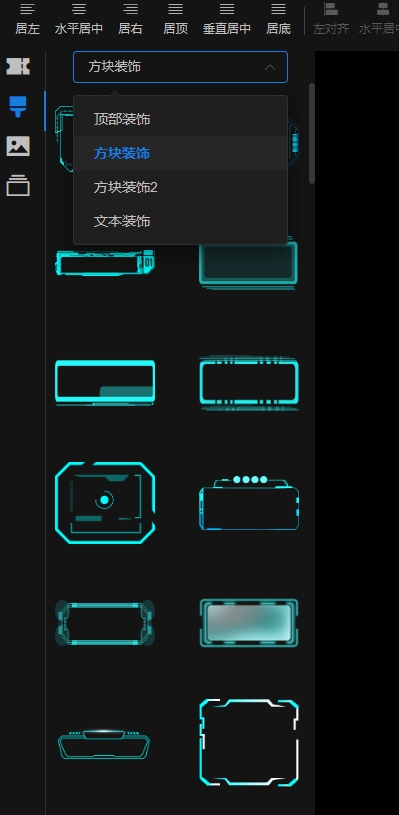 居左 水平居中 居右 居顶 垂直居中 居底 左对齐 水平居中
方块装饰
顶部装饰
方块装饰
方块装饰2
文本装饰
01